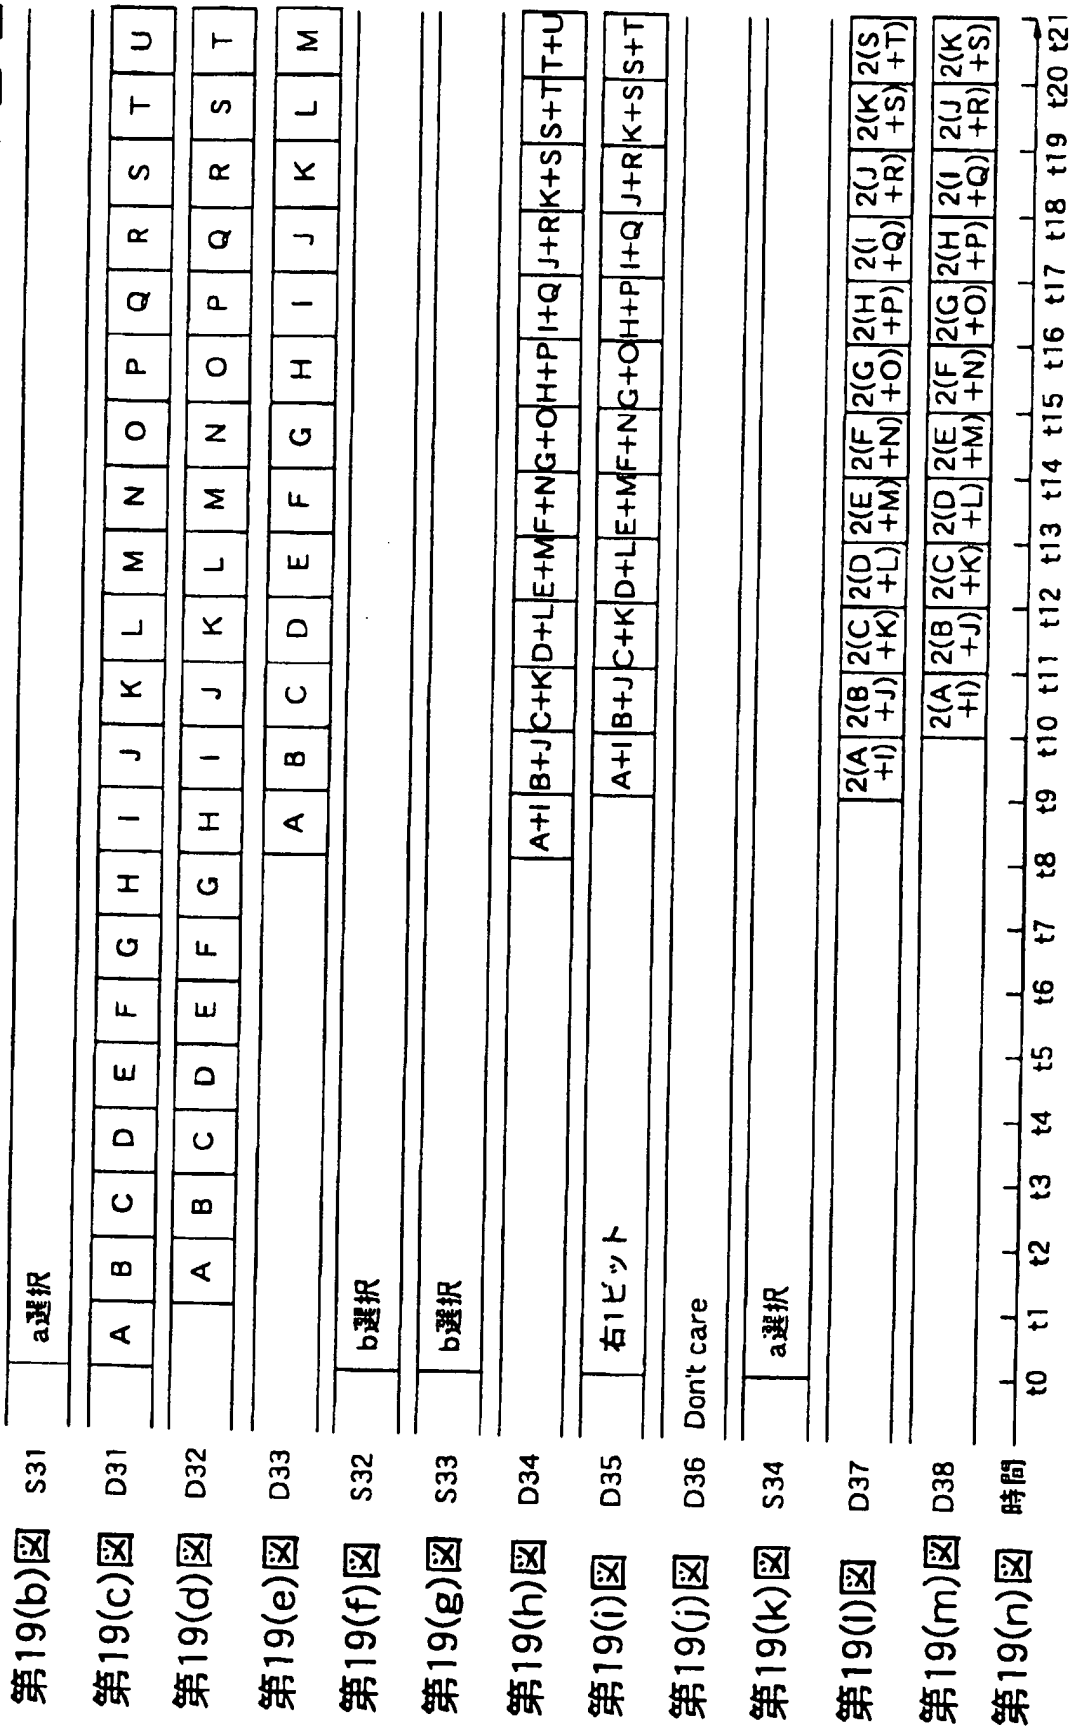 第19(b)図 S31 a選択
第19(c)図 D31 A B C D E F G H I J K L M N O P Q R S T U
第19(d)図 D32 A B C D E F G H I J K L M N O P Q R S T
第19(e)図 D33 A B C D E F G H I J K L M
第19(f)図 S32 b選択
第19(g)図 S33 b選択
第19(h)図 D34 A+I B+J C+K D+L E+M F+N G+O H+P I+Q J+R K+S S+T T+U
第19(i)図 D35 右1ビット A+I B+J C+K D+L E+M F+N G+O H+P I+Q J+R K+S S+T
第19(j)図 D36 Don't care
第19(k)図 S34 a選択
第19(l)図 D37 2(A+I) 2(B+J) 2(C+K) 2(D+L) 2(E+M) 2(F+N) 2(G+O) 2(H+P) 2(I+Q) 2(J+R) 2(K+S) 2(S+T)
第19(m)図 D38 2(A+I) 2(B+J) 2(C+K) 2(D+L) 2(E+M) 2(F+N) 2(G+O) 2(H+P) 2(I+Q) 2(J+R) 2(K+S)
第19(n)図 時間 t0 t1 t2 t3 t4 t5 t6 t7 t8 t9 t10 t11 t12 t13 t14 t15 t16 t17 t18 t19 t20 t21